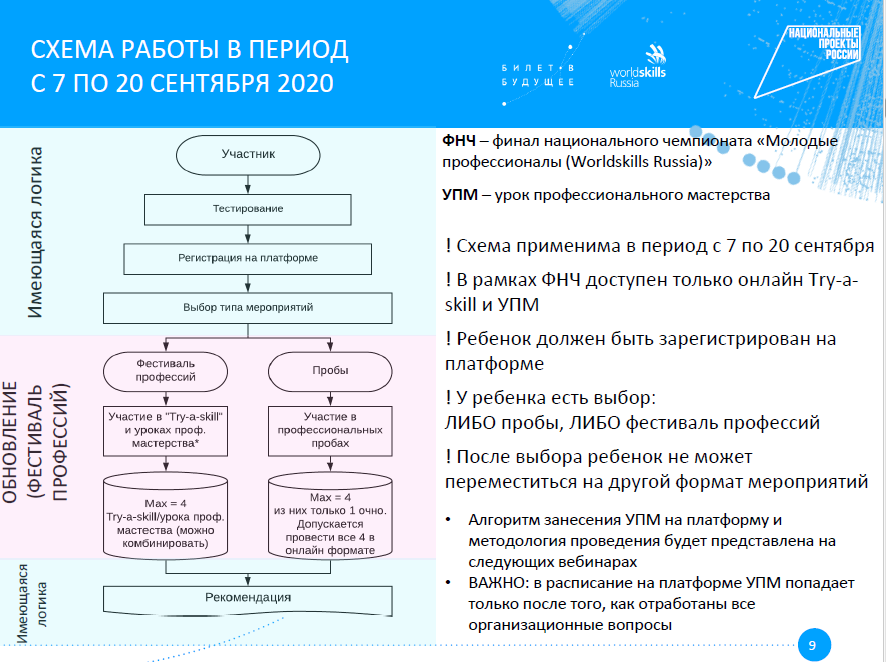 СХЕМА РАБОТЫ В ПЕРИОД
С 7 ПО 20 СЕНТЯБРЯ 2020
БИЛЕТ В
БУДУЩЕЕ
worldskills
Russia
НАЦИОНАЛЬНЫЕ
ПРОЕКТЫ
РОССИИ
Имеющаяся логика
Участник
Тестирование
Регистрация на платформе
Выбор типа мероприятий
ОБНОВЛЕНИЕ
(ФЕСТИВАЛЬ
ПРОФЕССИЙ)
Фестиваль
профессий
Пробы
Участие в "Try-a-skill"
и уроках проф.
мастерства*
Участие в
профессиональных
пробах
Max = 4
Try-a-skill/урока проф.
мастества (можно
комбинировать)
Max = 4
из них только 1 очно.
Допускается
провести все 4 в
онлайн формате
Имеющаяся
логика
Рекомендация
ФНЧ – финал национального чемпионата «Молодые
профессионалы (Worldskills Russia)»
УПМ – урок профессионального мастерства
! Схема применима в период с 7 по 20 сентября
! В рамках ФНЧ доступен только онлайн Try-a-
skill и УПМ
! Ребенок должен быть зарегистрирован на
платформе
! У ребенка есть выбор:
ЛИБО пробы, ЛИБО фестиваль профессий
! После выбора ребенок не может
переместиться на другой формат мероприятий
• Алгоритм занесения УПМ на платформу и
методология проведения будет представлена на
следующих вебинарах
• ВАЖНО: в расписание на платформе УПМ попадает
только после того, как отработаны все
организационные вопросы
9